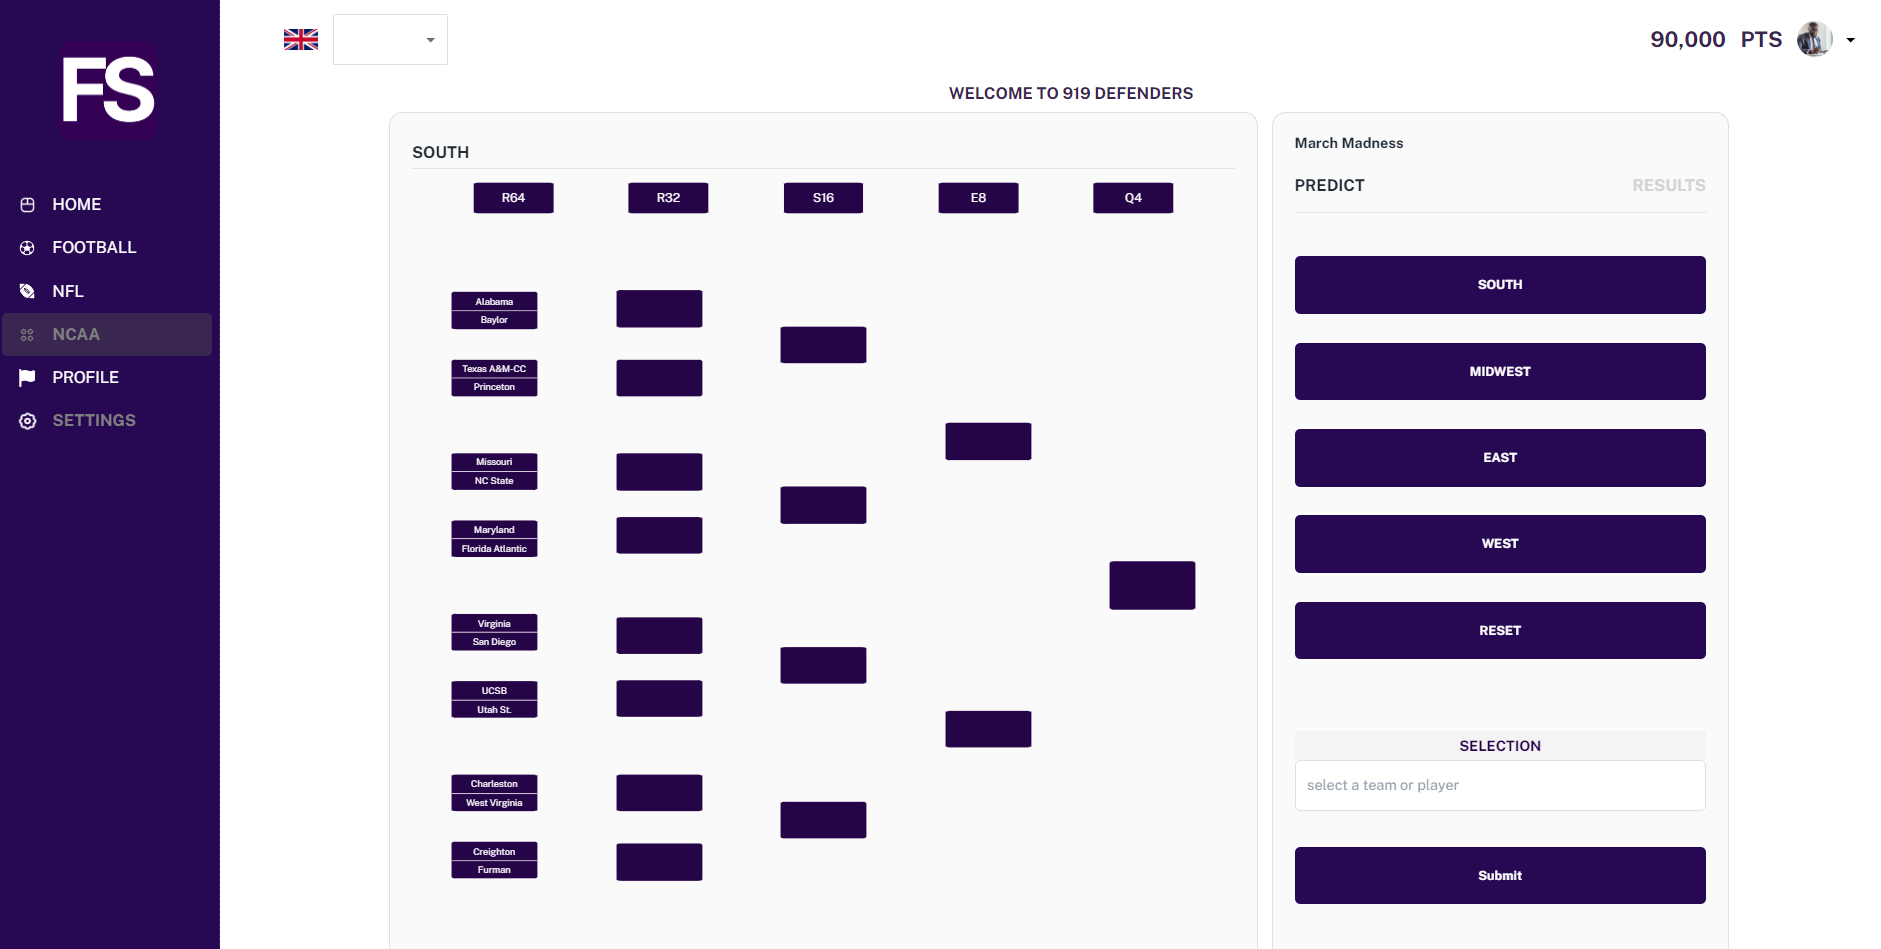 FS
HOME
FOOTBALL
NFL
NCAA
PROFILE
SETTINGS
90,000 PTS
WELCOME TO 919 DEFENDERS
SOUTH
R64 R32 S16 E8 Q4
Alabama
Baylor
Texas A&M-CC
Princeton
Missouri
NC State
Maryland
Florida Atlantic
Virginia
San Diego
UCSB
Utah St.
Charleston
West Virginia
Creighton
Furman
March Madness
PREDICT RESULTS
SOUTH
MIDWEST
EAST
WEST
RESET
SELECTION
select a team or player
Submit